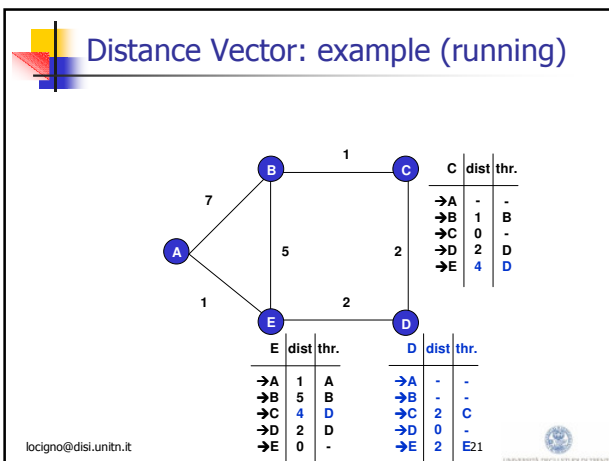 Distance Vector: example (running)
1
B
C
7
A
5
2
1
2
E
D
C dist thr.
→A - -
→B 1 B
→C 0 -
→D 2 D
→E 4 D
E dist thr.
→A 1 A
→B 5 B
→C 4 D
→D 2 D
→E 0 -
D dist thr.
→A - -
→B - -
→C 2 C
→D 0 -
→E 2 E
locigno@disi.unitn.it
21